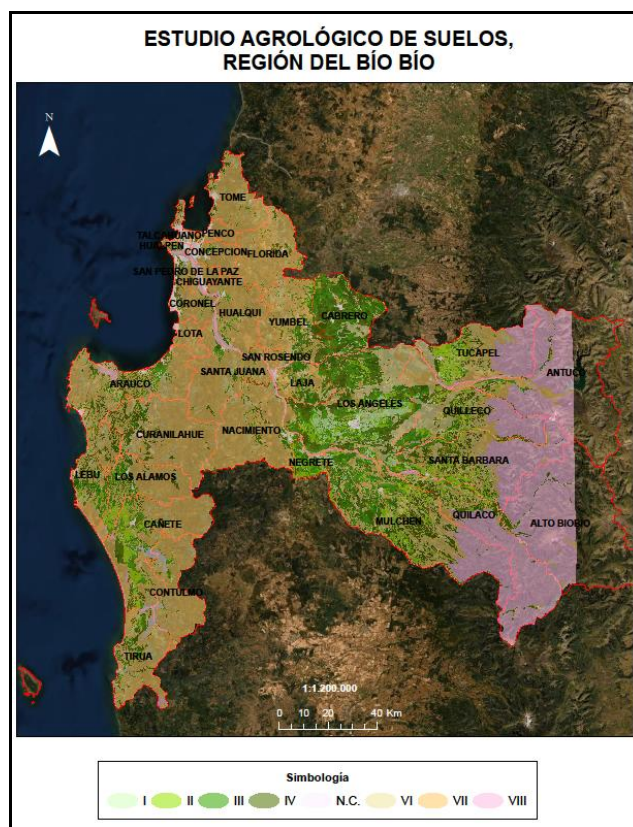 ESTUDIO AGROLÓGICO DE SUELOS,
REGIÓN DEL BÍO BÍO
N
TOME
TALCAHUANO
PENCO
HUALPEN
CONCEPCION
FLORIDA
SAN PEDRO DE LA PAZ
CHIGUAYANTE
CORONEL
HUALQUI
CABRERO
LOTA
YUMBEL
SAN ROSENDO
TUCAPEL
ANTUCO
ARAUCO
SANTA JUANA
LAJA
LOS ANGELES
QUILLECO
CURANILAHUE
NACIMIENTO
NEGRETE
SANTA BARBARA
LEBU
LOS ALAMOS
CAÑETE
MULCHEN
QUILACO
ALTO BIOBIO
CONTULMO
TIRUA
1:1.200.000
0 10 20 40 Km
Simbología
I II III IV N.C. VI VII VIII